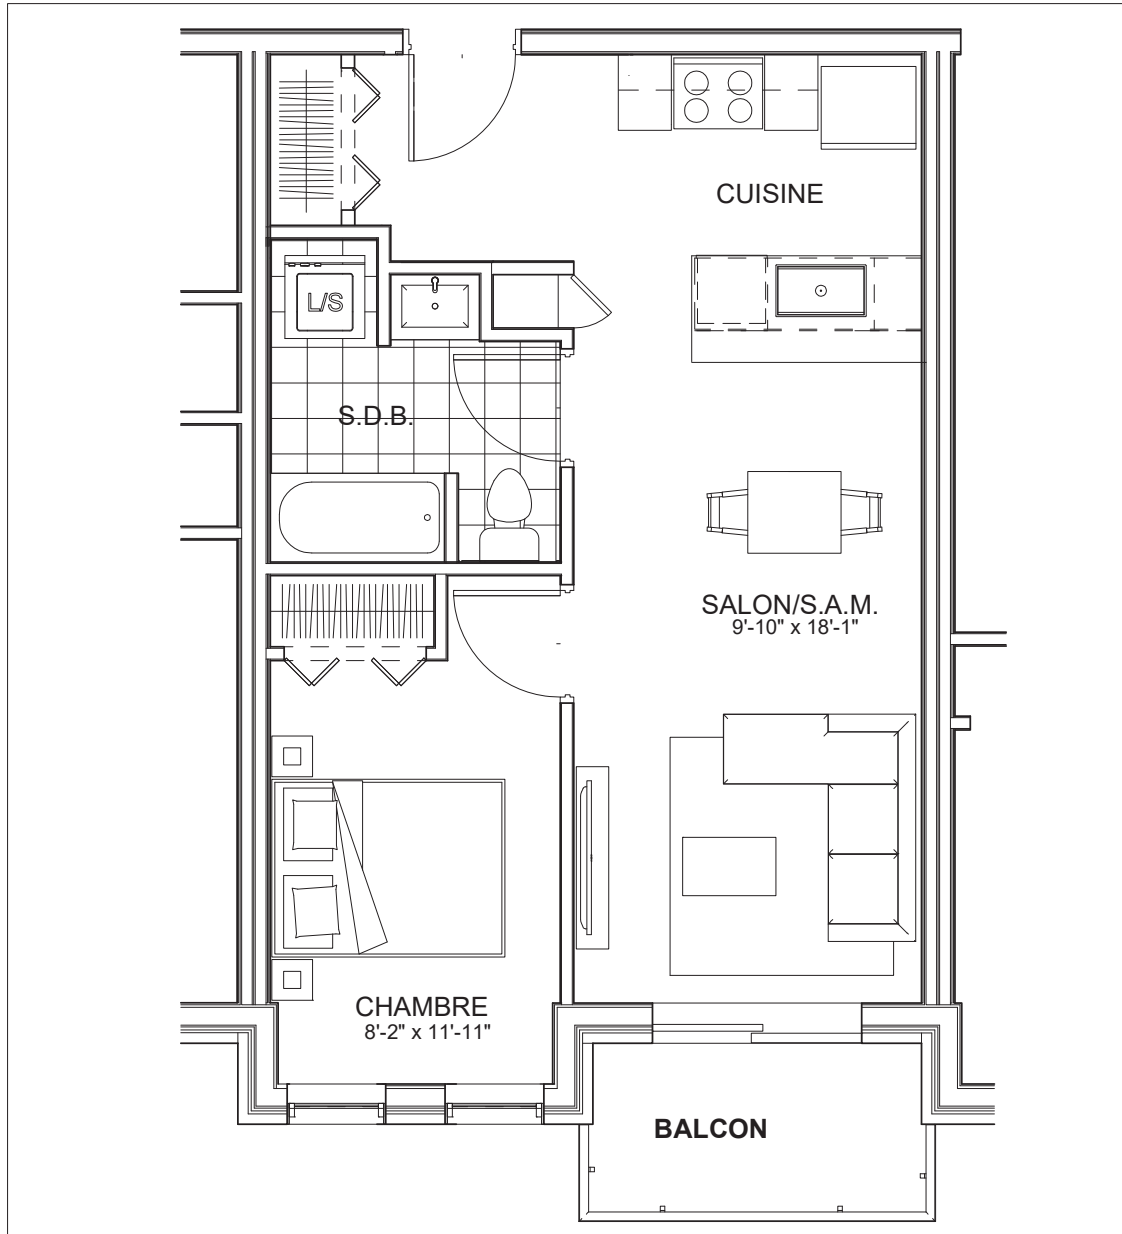 CUISINE
L/S
S.D.B.
SALON/S.A.M.
9'-10" x 18'-1"
CHAMBRE
8'-2" x 11'-11"
BALCON